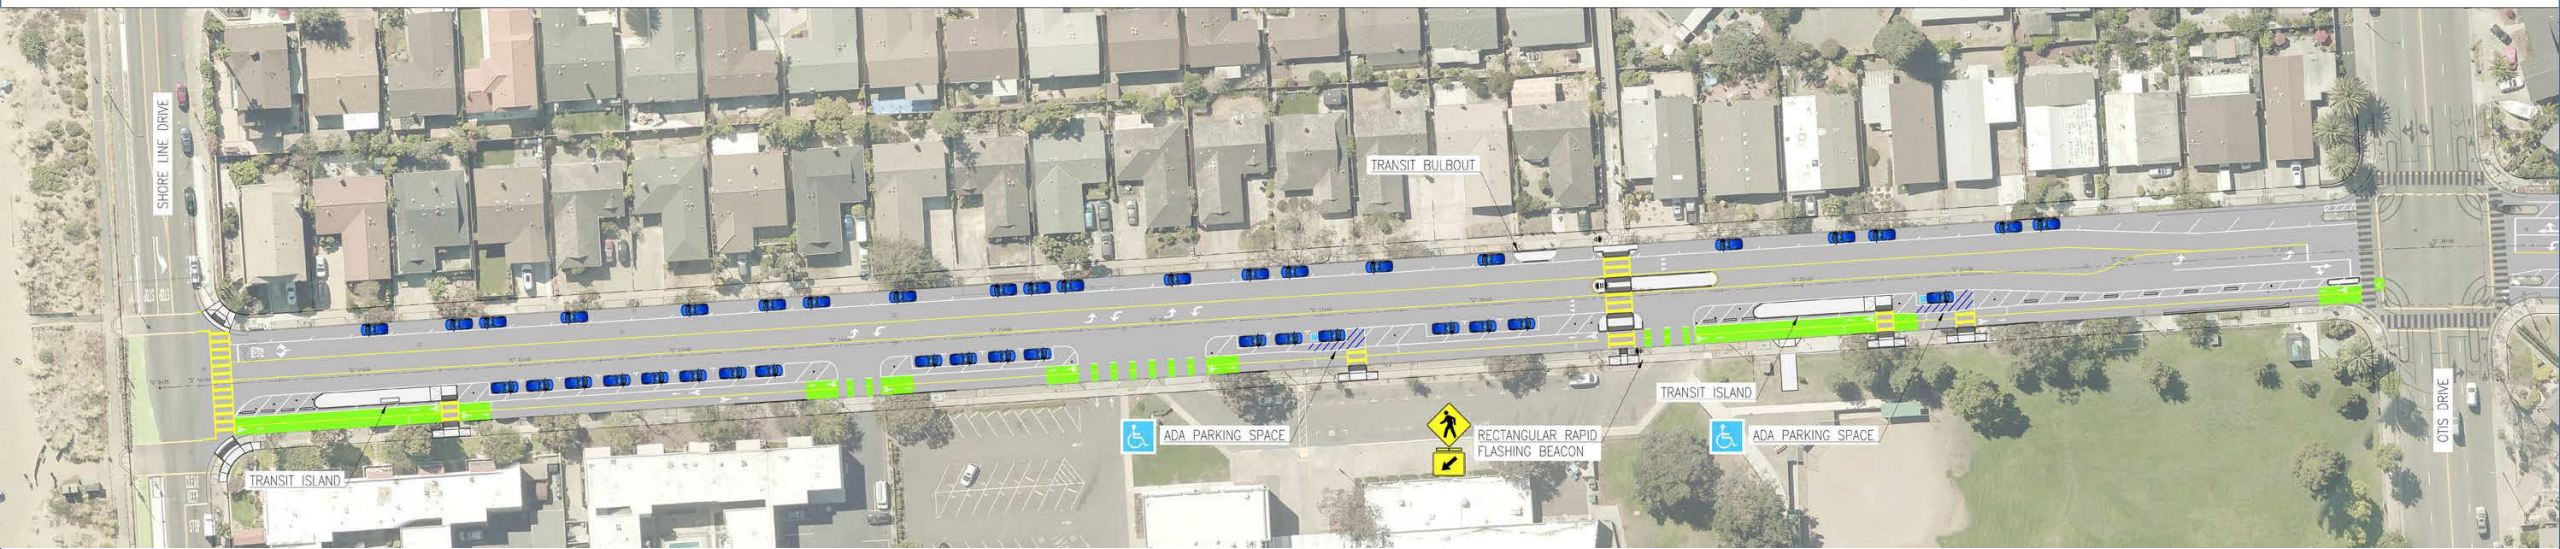 SHORE LINE DRIVE
TRANSIT BULBOUT
TRANSIT ISLAND
ADA PARKING SPACE
RECTANGULAR RAPID
FLASHING BEACON
TRANSIT ISLAND
ADA PARKING SPACE
OTIS DRIVE
STOP